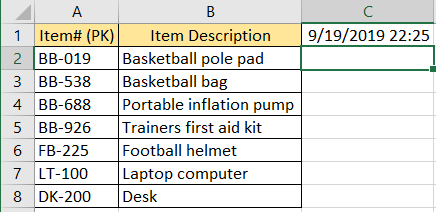 A B C
1 Item# (PK) Item Description 9/19/2019 22:25
2 BB-019 Basketball pole pad
3 BB-538 Basketball bag
4 BB-688 Portable inflation pump
5 BB-926 Trainers first aid kit
6 FB-225 Football helmet
7 LT-100 Laptop computer
8 DK-200 Desk